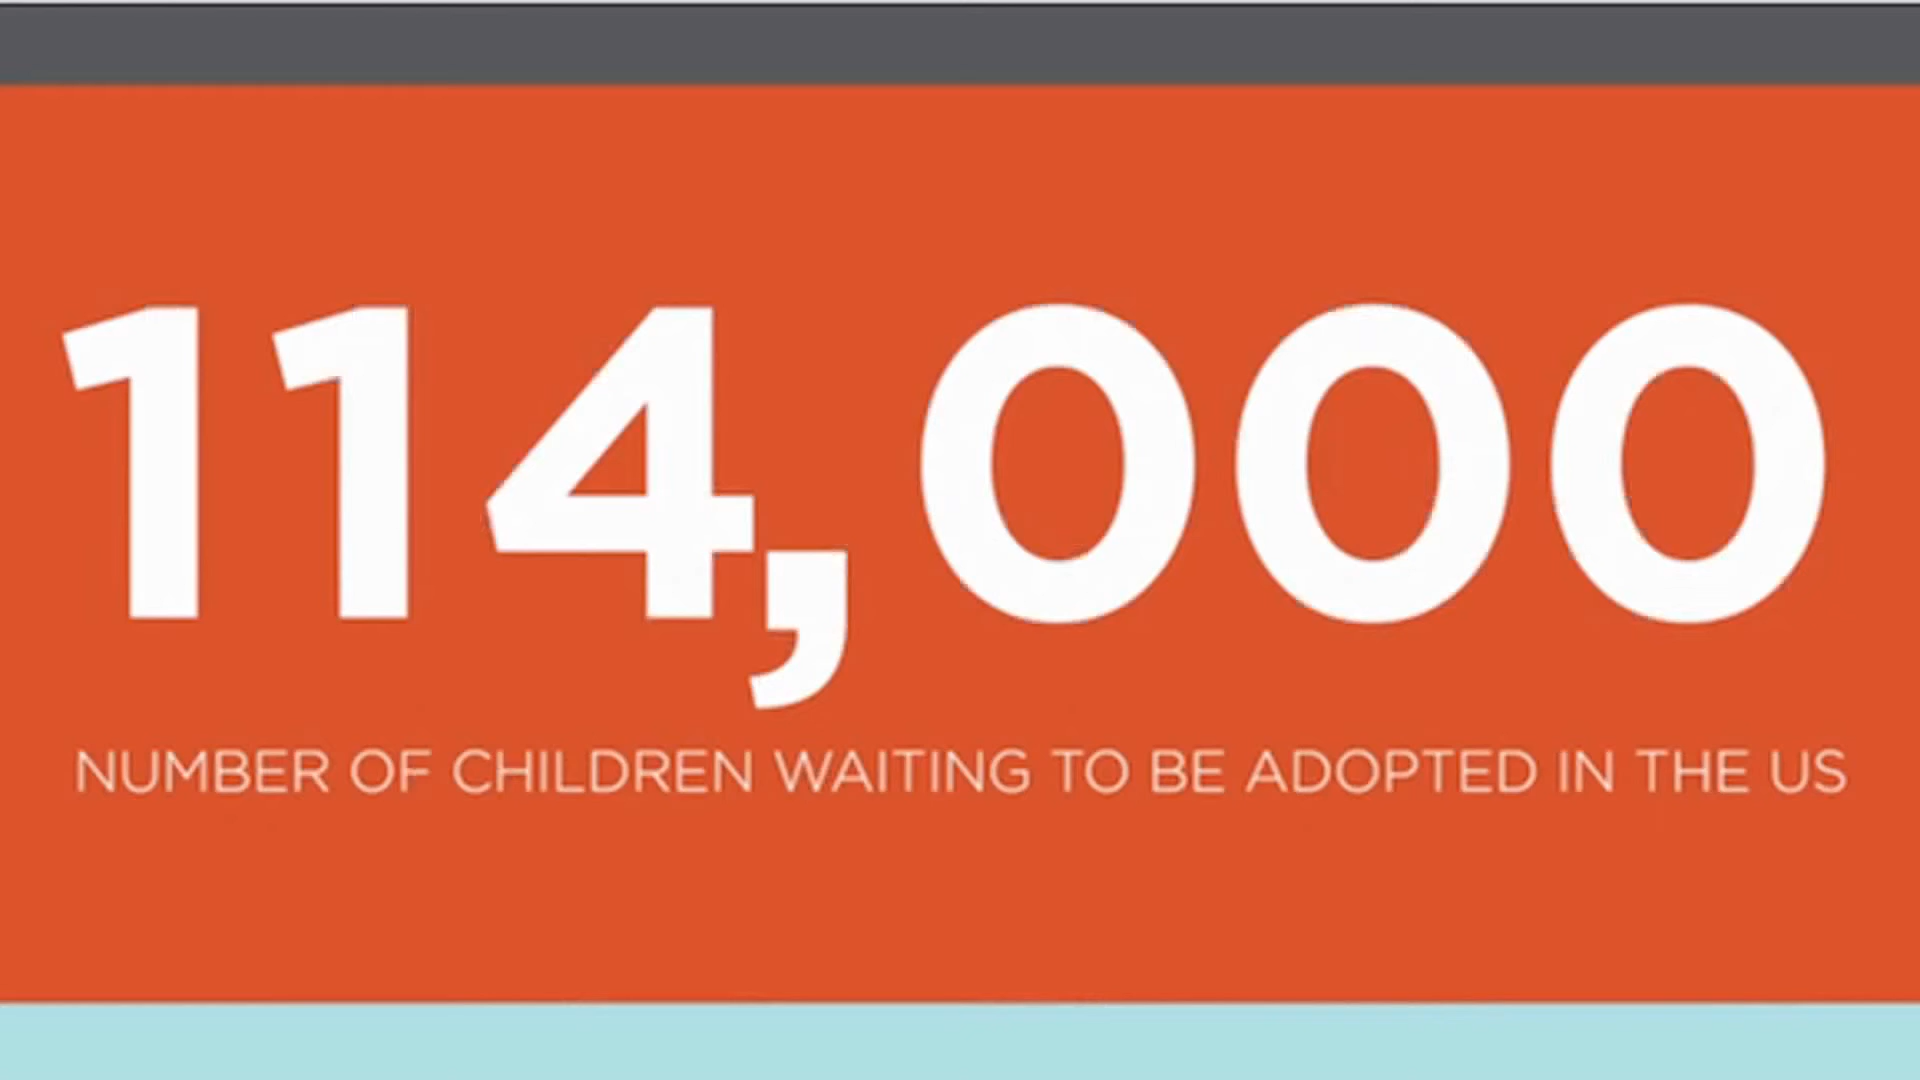 114,000
NUMBER OF CHILDREN WAITING TO BE ADOPTED IN THE US